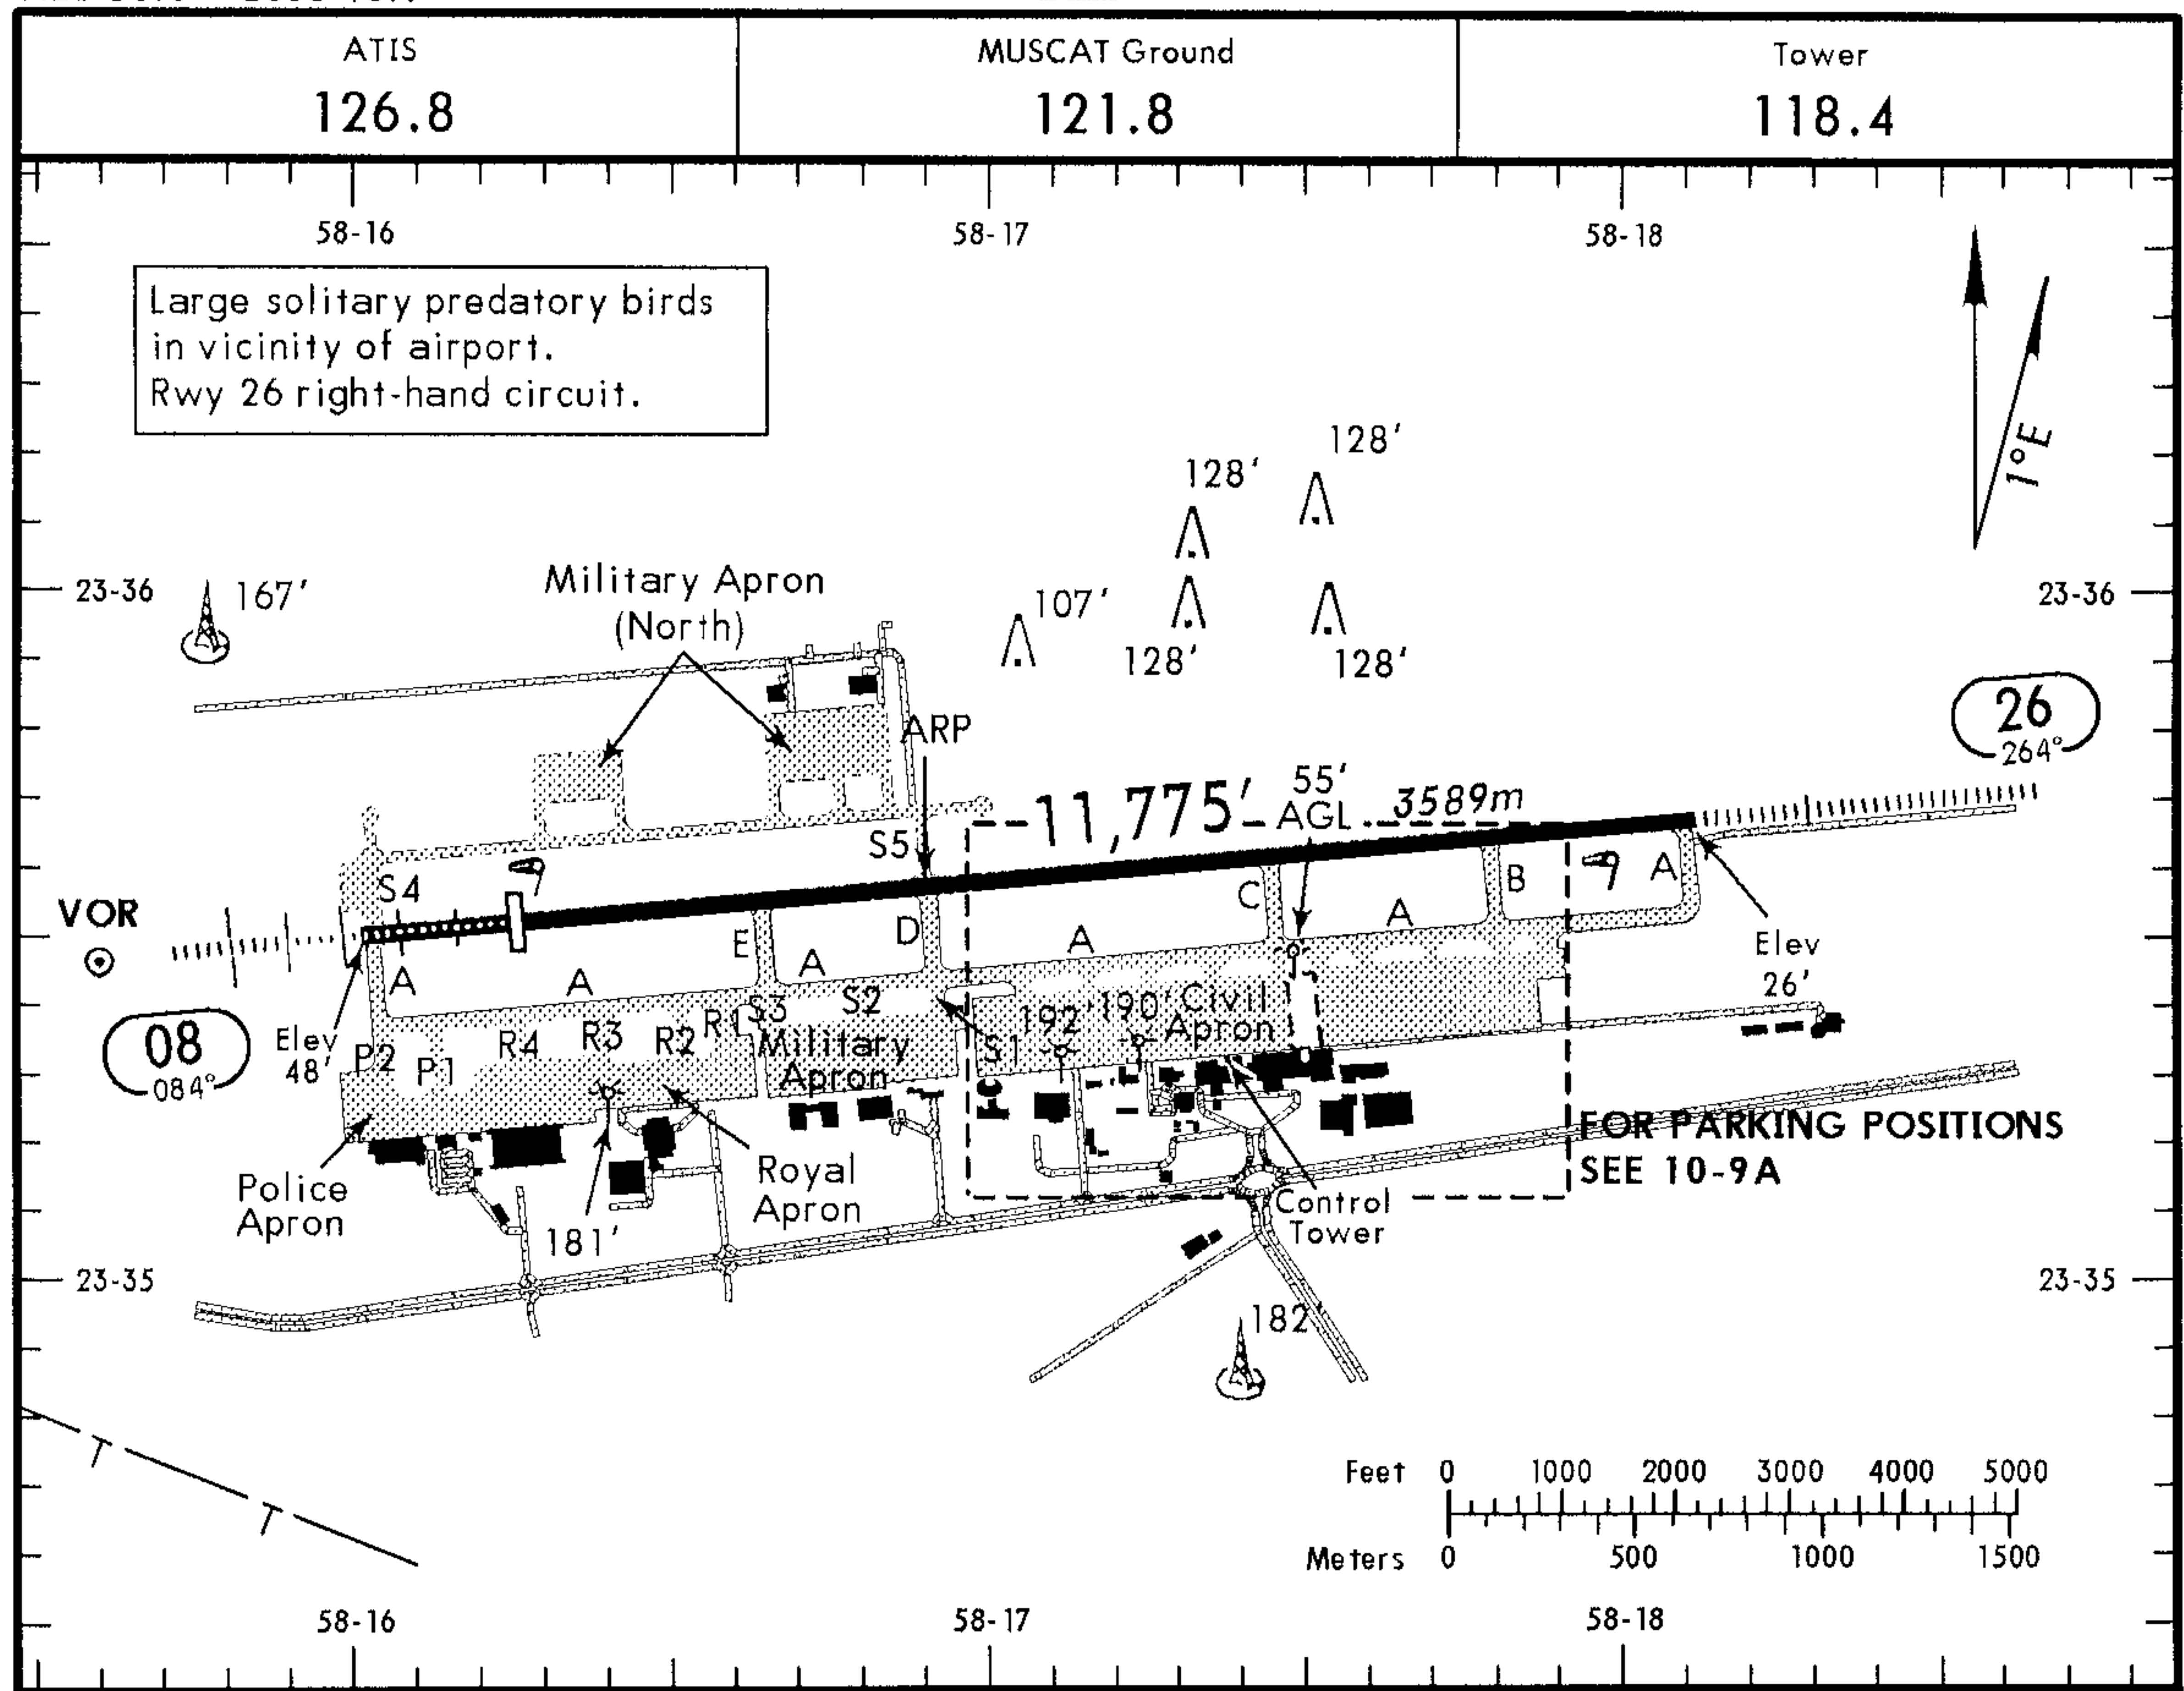 ATIS
126.8
MUSCAT Ground
121.8
Tower
118.4
58-16
58-17
58-18
Large solitary predatory birds
in vicinity of airport.
Rwy 26 right-hand circuit.
1°E
128'
128'
23-36
167'
Military Apron
(North)
107'
128'
128'
23-36
26
264°
ARP
11,775'
55'
AGL
3589m
S5
S4
VOR
C
B
A
E
D
A
A
A
A
A
Elev
26'
08
084°
Elev
48'
P2
P1
R4
R3
R2
R1
S3
S2
Military
Apron
S1
192'
190'
Civil
Apron
FOR PARKING POSITIONS
SEE 10-9A
Police
Apron
181'
Royal
Apron
Control
Tower
23-35
23-35
182'
Feet 0 1000 2000 3000 4000 5000
Meters 0 500 1000 1500
58-16
58-17
58-18